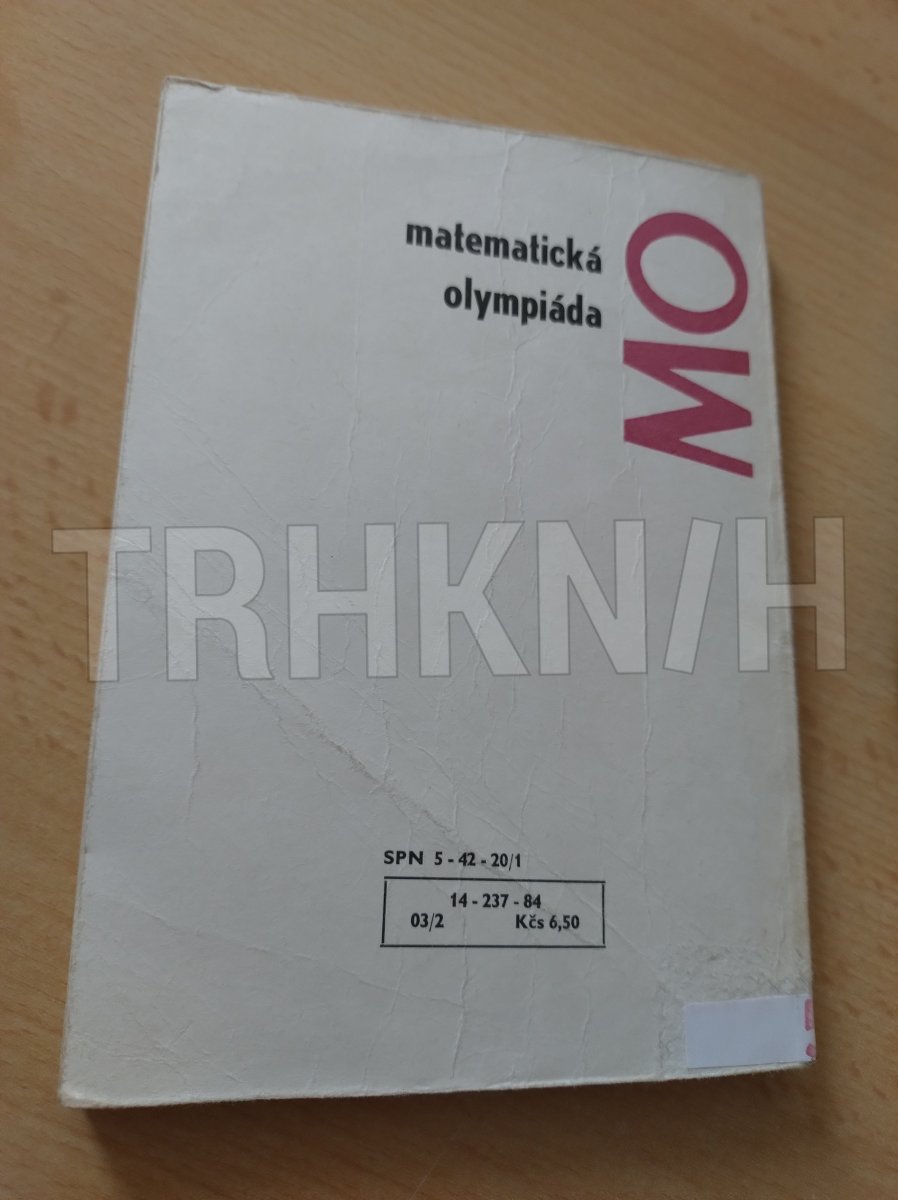 matematická
olympiáda
MO
TRHKNIH
SPN 5 - 42 - 20/1
14 - 237 - 84
03/2 Kčs 6,50